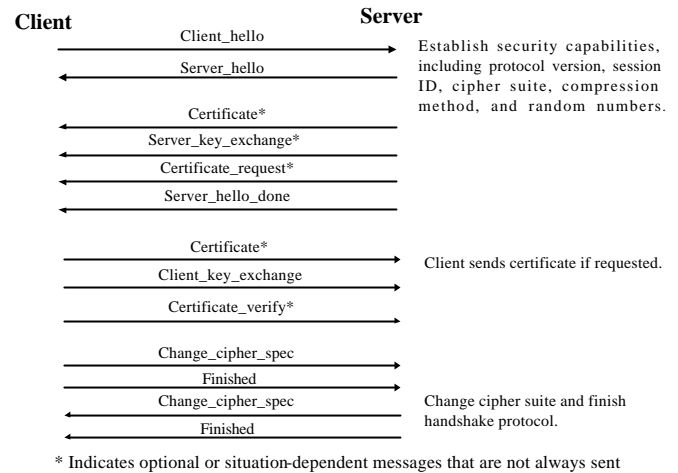 Client
Server
Client_hello
Server_hello
Establish security capabilities,
including protocol version, session
ID, cipher suite, compression
method, and random numbers.
Certificate*
Server_key_exchange*
Certificate_request*
Server_hello_done
Certificate*
Client_key_exchange
Certificate_verify*
Client sends certificate if requested.
Change_cipher_spec
Finished
Change_cipher_spec
Finished
Change cipher suite and finish
handshake protocol.
* Indicates optional or situation-dependent messages that are not always sent